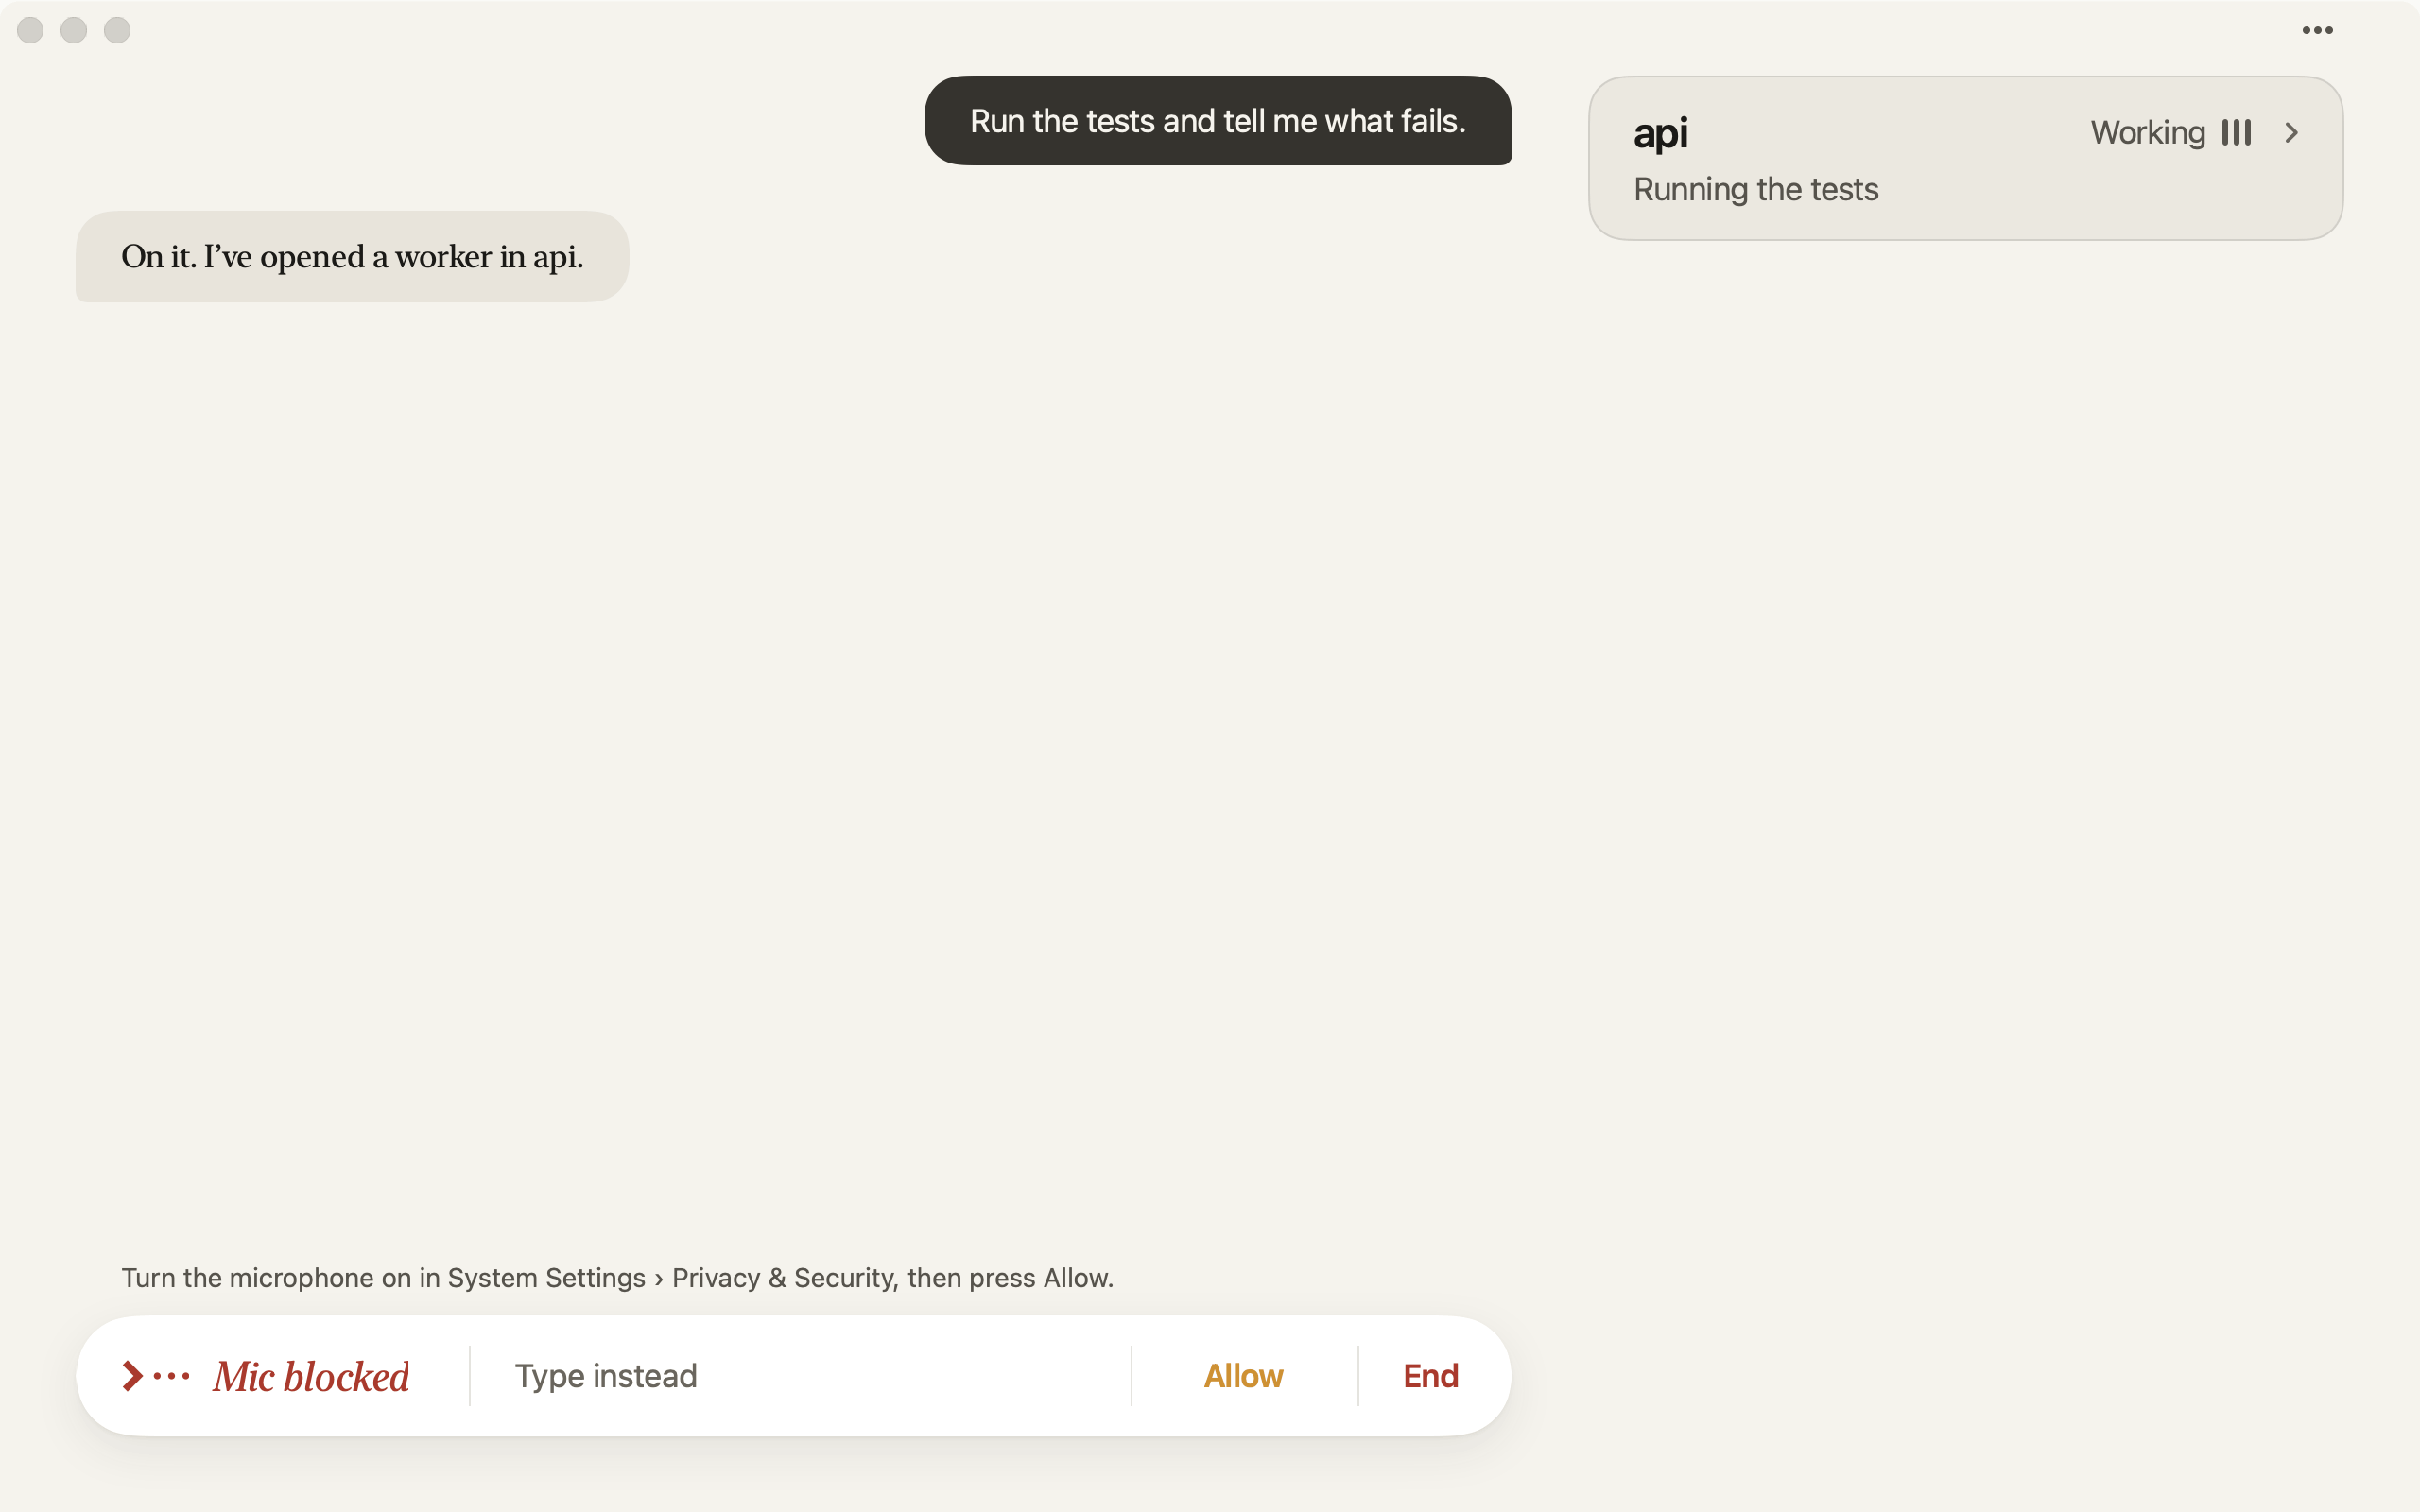 Run the tests and tell me what fails.
api
Working
Running the tests
On it. I’ve opened a worker in api.
Turn the microphone on in System Settings › Privacy & Security, then press Allow.
Mic blocked
Type instead
Allow
End